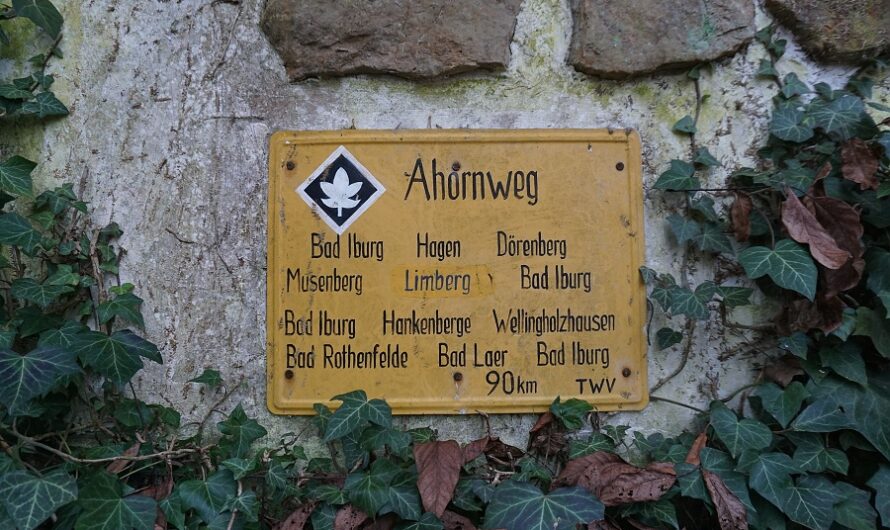 Ahornweg
Bad Iburg Hagen Dörenberg
Musenberg Limberg Bad Iburg
Bad Iburg Hankenberge Wellingholzhausen
Bad Rothenfelde Bad Laer Bad Iburg
90km TWV